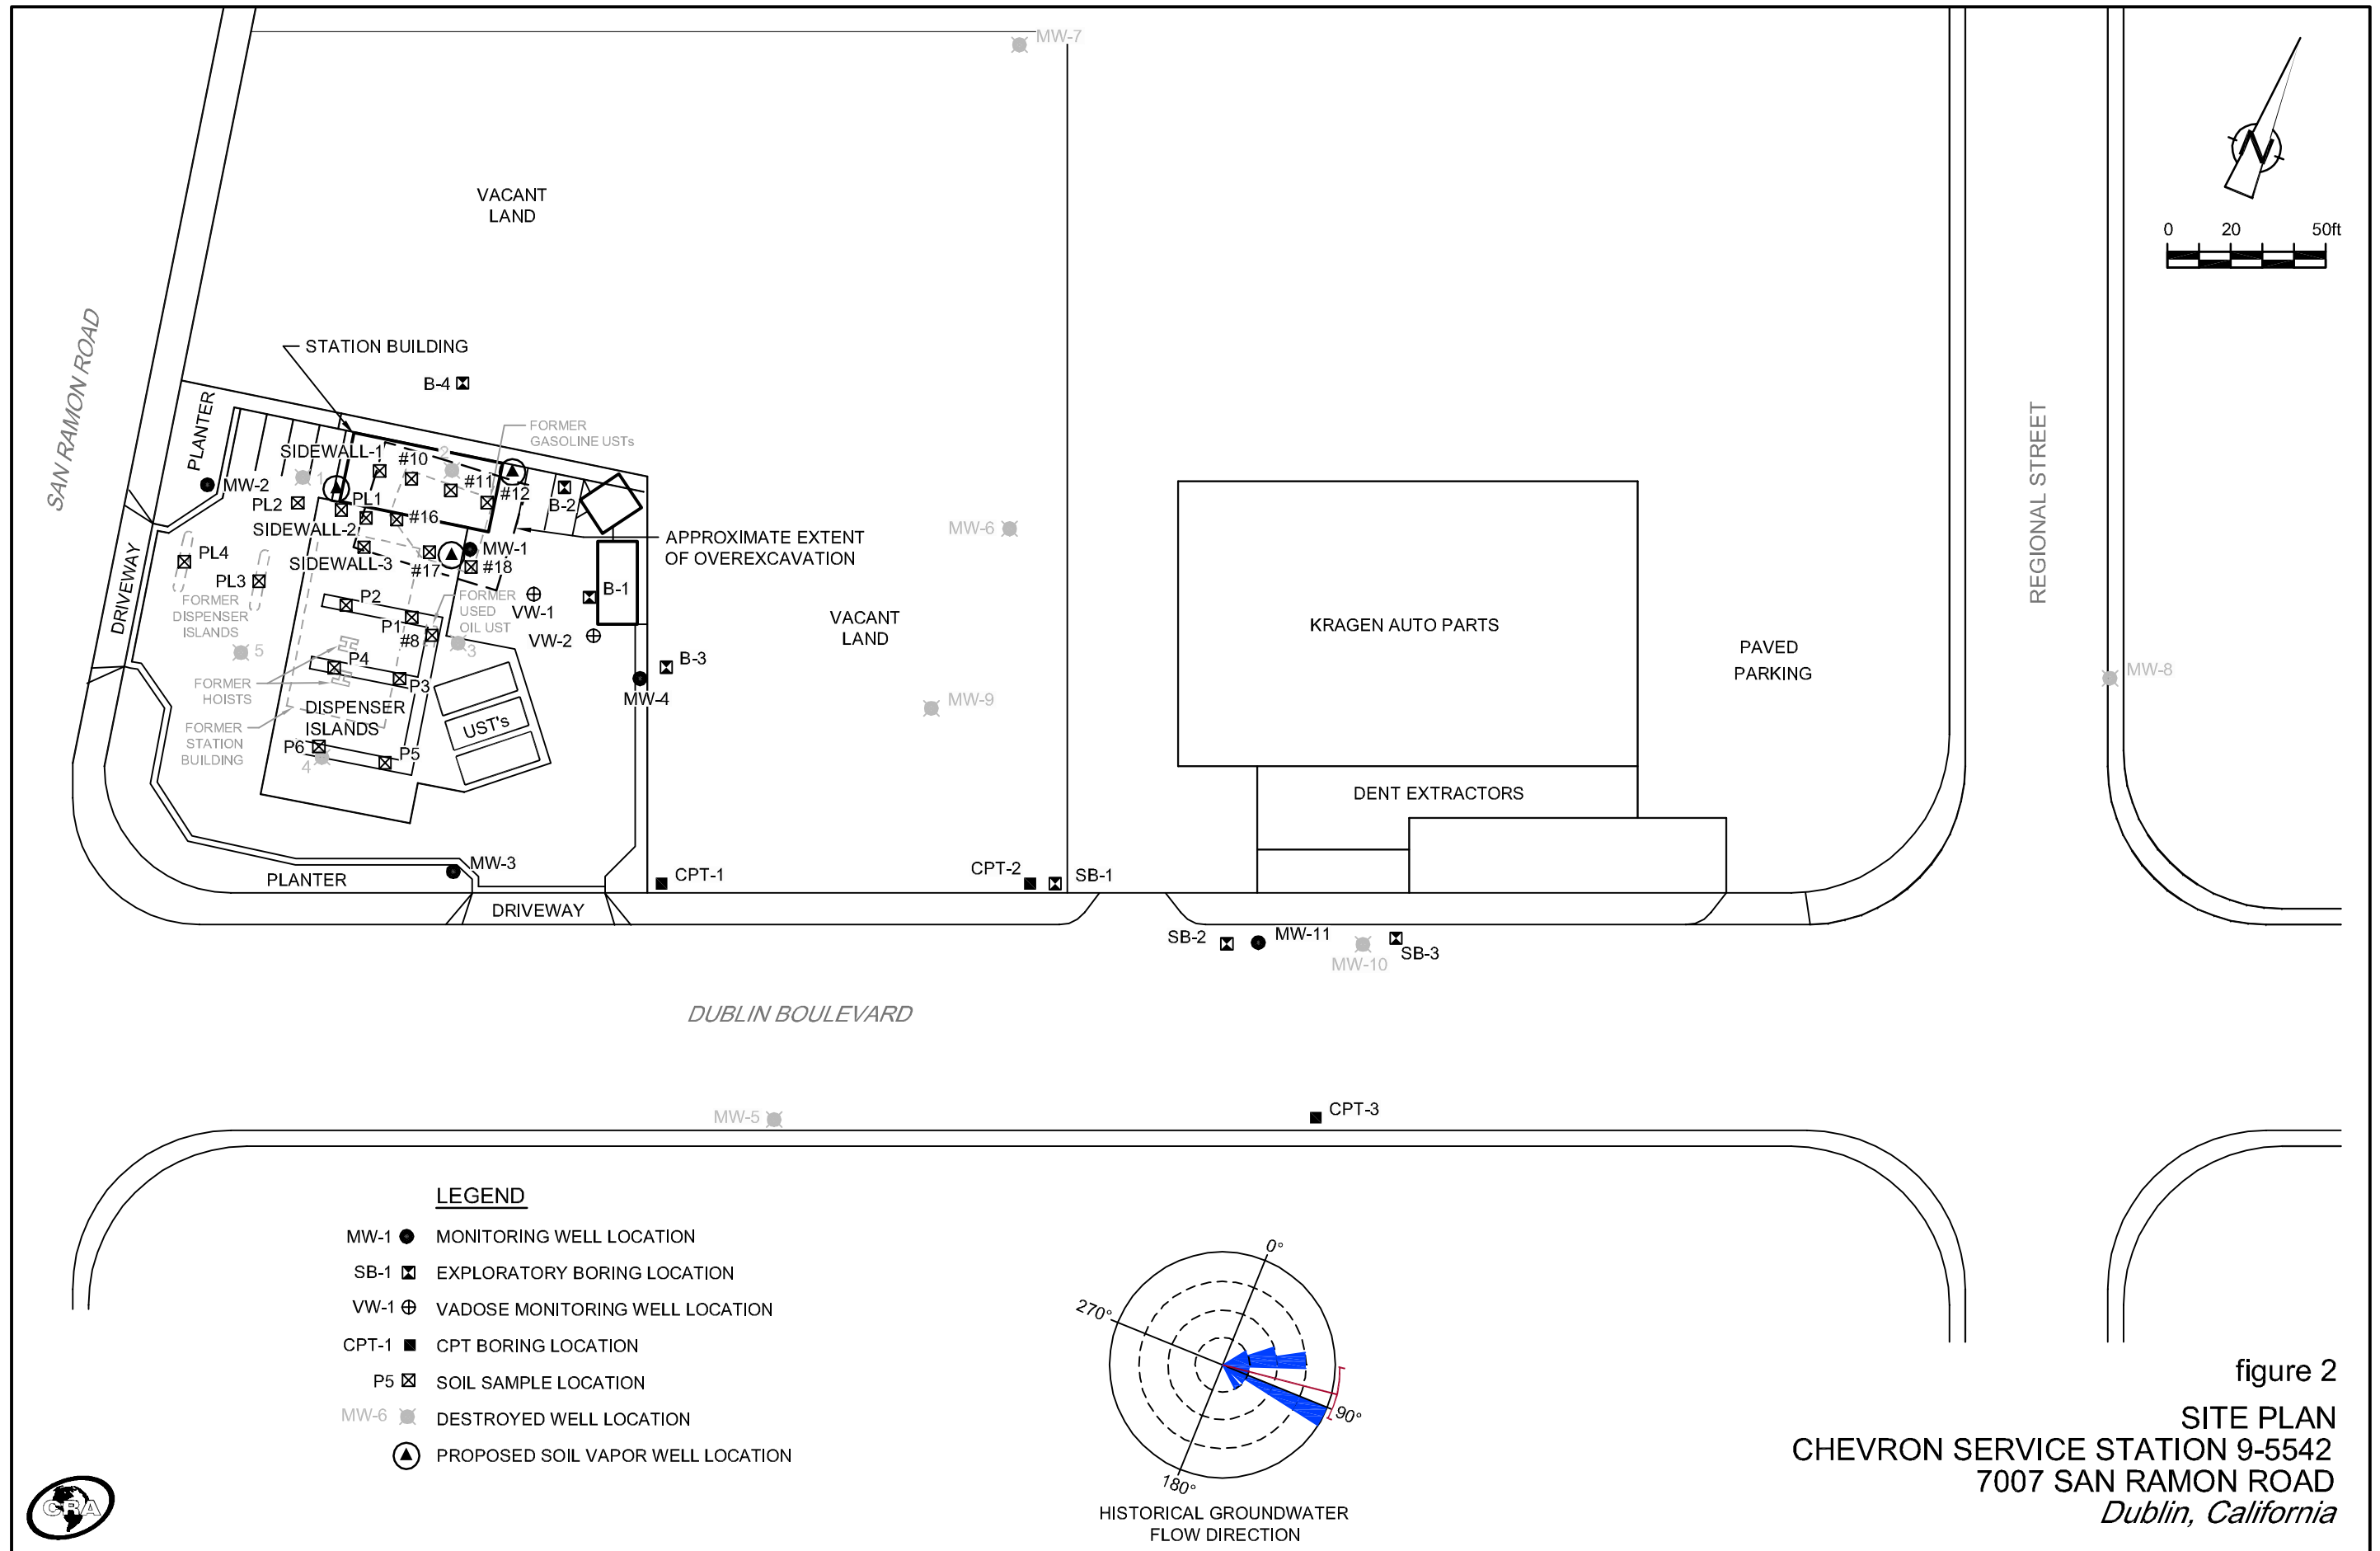 MW-7
N
0 20 50ft
VACANT
LAND
SAN RAMON ROAD
STATION BUILDING
B-4
PLANTER
FORMER
GASOLINE USTs
SIDEWALL-1
#10
2
1
#11
#12
MW-2
PL2
PL1
B-2
#16
SIDEWALL-2
MW-6
APPROXIMATE EXTENT
OF OVEREXCAVATION
REGIONAL STREET
DRIVEWAY
PL4
SIDEWALL-3
#17
MW-1
#18
PL3
FORMER
DISPENSER
ISLANDS
P2
FORMER
USED
OIL UST
VW-1
B-1
P1
#8
3
VW-2
VACANT
LAND
KRAGEN AUTO PARTS
PAVED
PARKING
5
P4
B-3
MW-8
FORMER
HOISTS
P3
MW-4
MW-9
DISPENSER
ISLANDS
UST's
FORMER
STATION
BUILDING
P6
P5
4
DENT EXTRACTORS
MW-3
PLANTER
CPT-1
CPT-2
SB-1
DRIVEWAY
SB-2
MW-11
MW-10
SB-3
DUBLIN BOULEVARD
MW-5
CPT-3
LEGEND
MW-1 MONITORING WELL LOCATION
SB-1 EXPLORATORY BORING LOCATION
VW-1 VADOSE MONITORING WELL LOCATION
CPT-1 CPT BORING LOCATION
P5 SOIL SAMPLE LOCATION
MW-6 DESTROYED WELL LOCATION
PROPOSED SOIL VAPOR WELL LOCATION
0°
270°
90°
180°
HISTORICAL GROUNDWATER
FLOW DIRECTION
figure 2
SITE PLAN
CHEVRON SERVICE STATION 9-5542
7007 SAN RAMON ROAD
Dublin, California
CRA